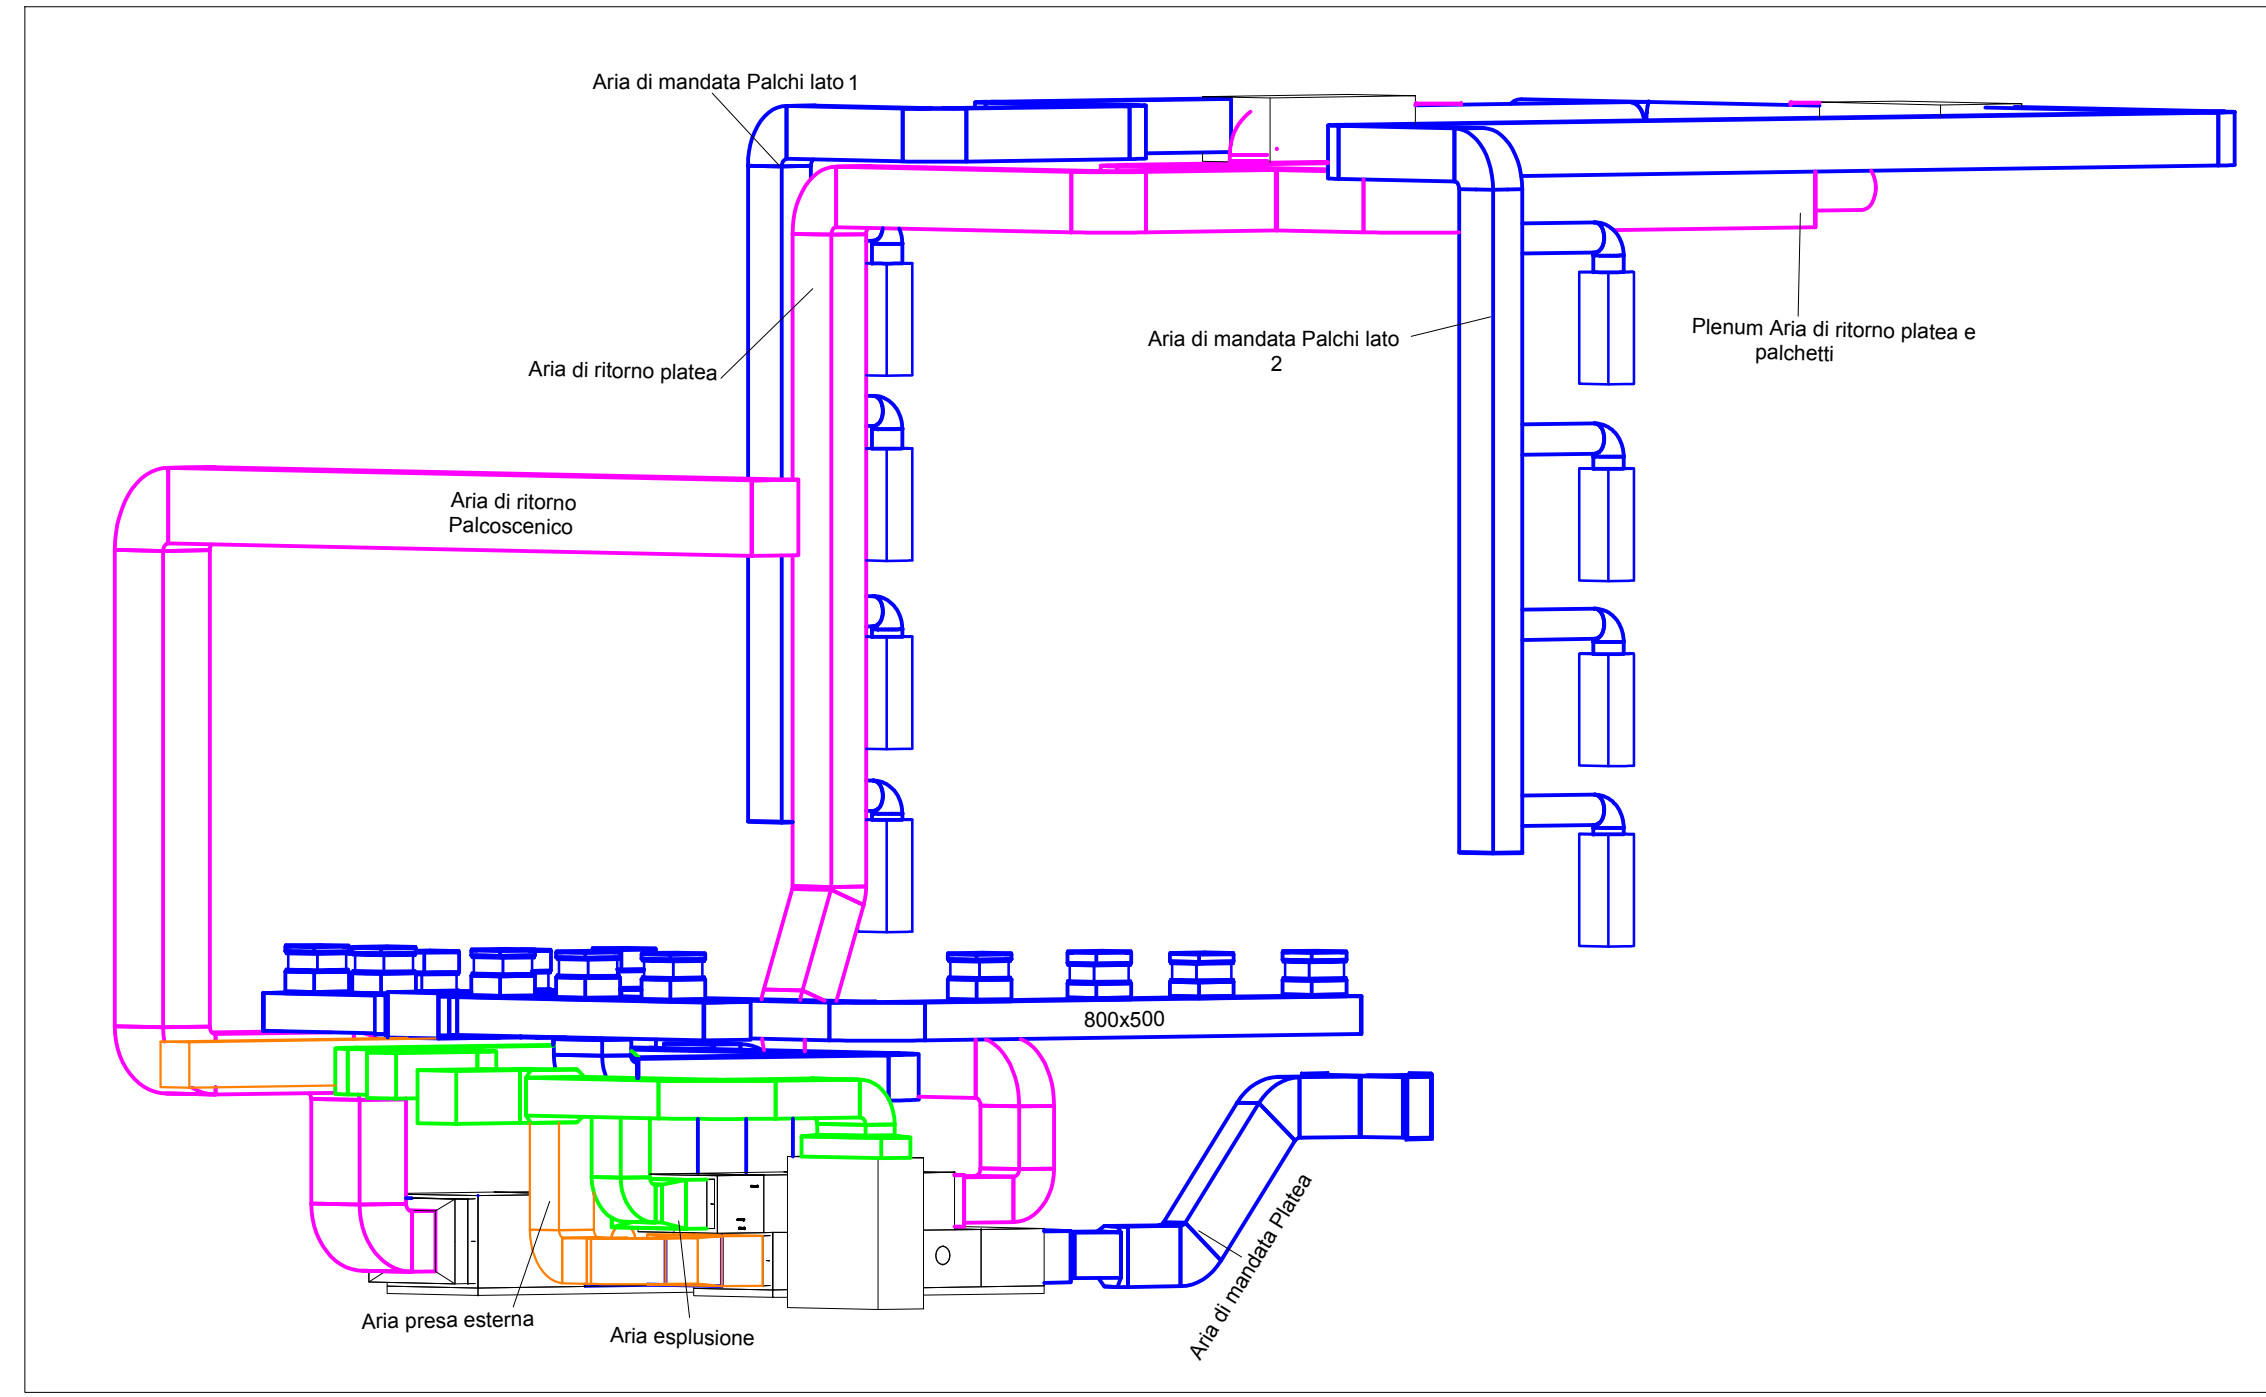 Aria di mandata Palchi lato 1
Aria di mandata Palchi lato
2
Plenum Aria di ritorno platea e
palchetti
Aria di ritorno platea
Aria di ritorno
Palcoscenico
800x500
Aria di mandata Platea
Aria presa esterna
Aria esplusione